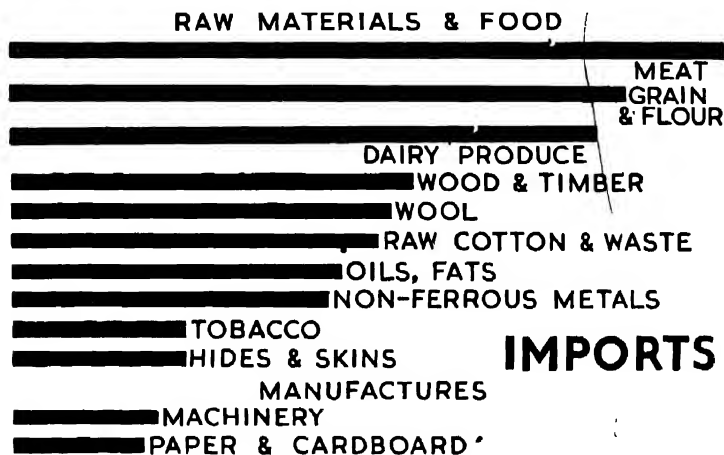 RAW MATERIALS & FOOD
MEAT
GRAIN
& FLOUR
DAIRY PRODUCE
WOOD & TIMBER
WOOL
RAW COTTON & WASTE
OILS, FATS
NON-FERROUS METALS
TOBACCO
HIDES & SKINS
IMPORTS
MANUFACTURES
MACHINERY
PAPER & CARDBOARD